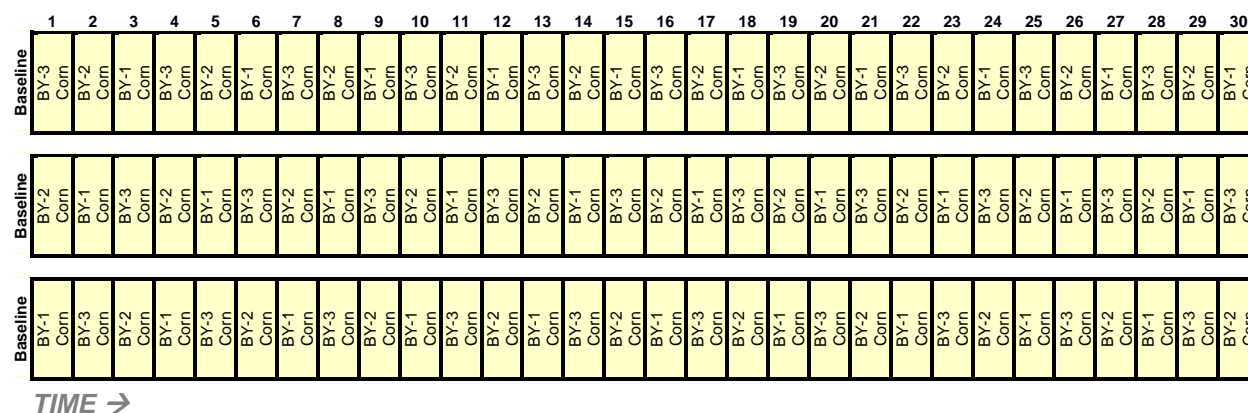 1 2 3 4 5 6 7 8 9 10 11 12 13 14 15 16 17 18 19 20 21 22 23 24 25 26 27 28 29 30
Baseline
BY-3
Corn
BY-2
Corn
BY-1
Corn
BY-3
Corn
BY-2
Corn
BY-1
Corn
BY-3
Corn
BY-2
Corn
BY-1
Corn
BY-3
Corn
BY-2
Corn
BY-1
Corn
BY-3
Corn
BY-2
Corn
BY-1
Corn
BY-3
Corn
BY-2
Corn
BY-1
Corn
BY-3
Corn
BY-2
Corn
BY-1
Corn
BY-3
Corn
BY-2
Corn
BY-1
Corn
BY-3
Corn
BY-2
Corn
BY-1
Corn
BY-3
Corn
BY-2
Corn
BY-1
Baseline
BY-2
Corn
BY-1
Corn
BY-3
Corn
BY-2
Corn
BY-1
Corn
BY-3
Corn
BY-2
Corn
BY-1
Corn
BY-3
Corn
BY-2
Corn
BY-1
Corn
BY-3
Corn
BY-2
Corn
BY-1
Corn
BY-3
Corn
BY-2
Corn
BY-1
Corn
BY-3
Corn
BY-2
Corn
BY-1
Corn
BY-3
Corn
BY-2
Corn
BY-1
Corn
BY-3
Corn
BY-2
Corn
BY-1
Corn
BY-3
Corn
BY-2
Corn
BY-1
Corn
BY-3
Baseline
BY-1
Corn
BY-3
Corn
BY-2
Corn
BY-1
Corn
BY-3
Corn
BY-2
Corn
BY-1
Corn
BY-3
Corn
BY-2
Corn
BY-1
Corn
BY-3
Corn
BY-2
Corn
BY-1
Corn
BY-3
Corn
BY-2
Corn
BY-1
Corn
BY-3
Corn
BY-2
Corn
BY-1
Corn
BY-3
Corn
BY-2
Corn
BY-1
Corn
BY-3
Corn
BY-2
Corn
BY-1
Corn
BY-3
Corn
BY-2
Corn
BY-1
Corn
BY-3
Corn
BY-2
TIME →